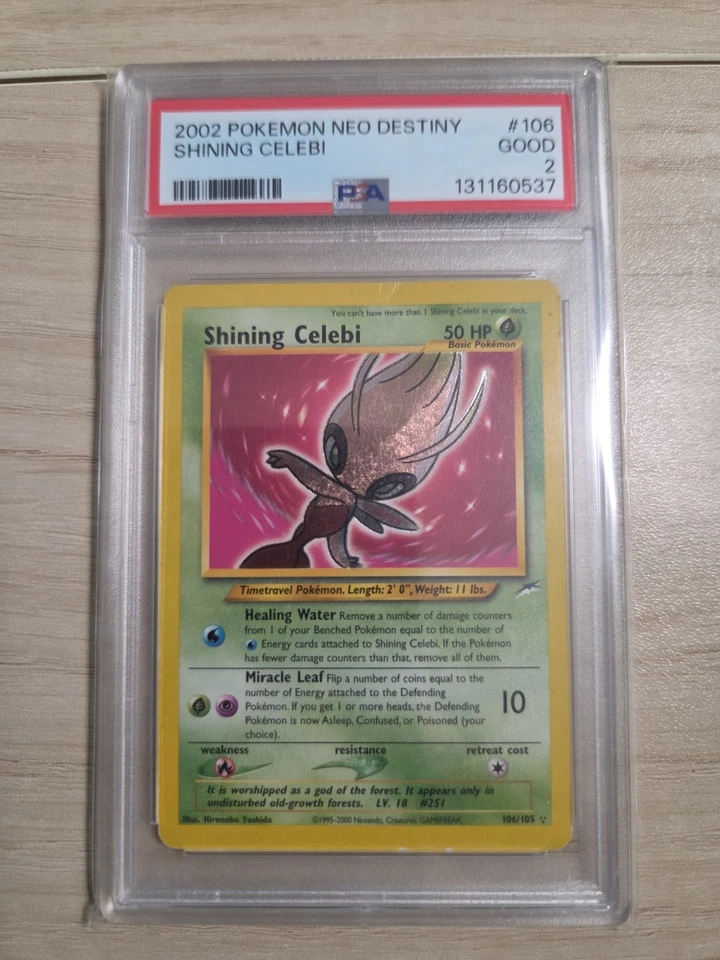 2002 POKEMON NEO DESTINY #106
SHINING CELEBI GOOD
2
PSA 131160537
You can't have more than 1 Shining Celebi in your deck.
Shining Celebi 50 HP
Basic Pokémon
Timetravel Pokémon. Length: 2' 0", Weight: 11 lbs.
Healing Water Remove a number of damage counters
from 1 of your Benched Pokémon equal to the number of
Energy cards attached to Shining Celebi. If the Pokémon
has fewer damage counters than that, remove all of them.
Miracle Leaf Flip a number of coins equal to the
number of Energy attached to the Defending
Pokémon. If you get 1 or more heads, the Defending 10
Pokémon is now Asleep, Confused, or Poisoned (your
choice).
weakness resistance retreat cost
It is worshipped as a god of the forest. It appears only in
undisturbed old-growth forests. LV. 18 #251
Illus. Hironobu Yoshida ©1995-2000 Nintendo, Creatures, GAMEFREAK. 106/105